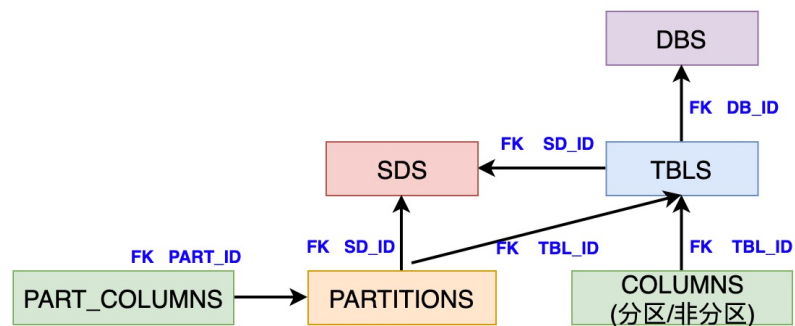 DBS
FK DB_ID
FK SD_ID
SDS
TBLS
FK PART_ID
FK SD_ID
FK TBL_ID
FK TBL_ID
PART_COLUMNS
PARTITIONS
COLUMNS
(分区/非分区)